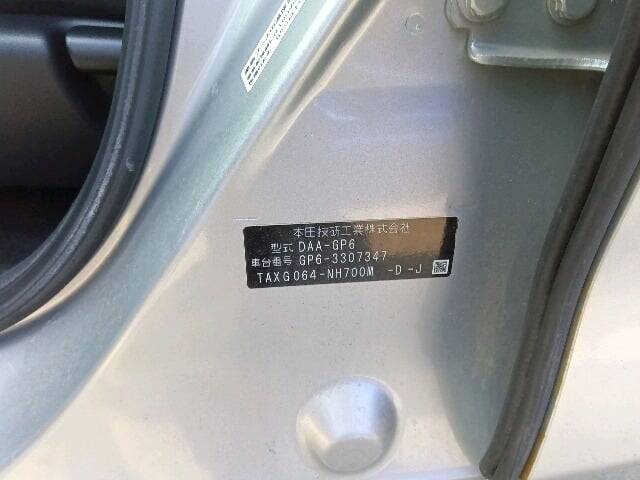 本田技研工業株式会社
型式 DAA-GP6
車台番号 GP6-3307347
TAXG064-NH700M -D -J